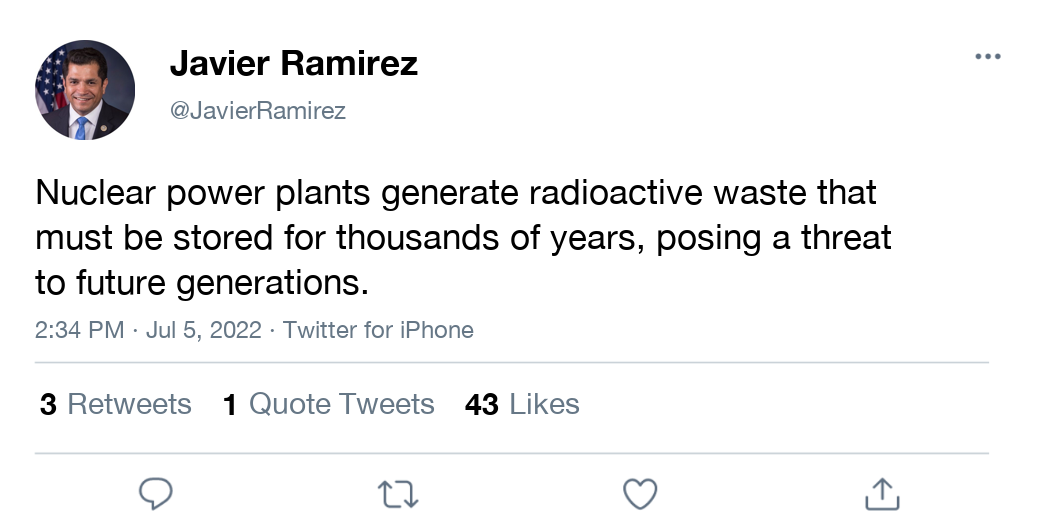 Javier Ramirez
@JavierRamirez
Nuclear power plants generate radioactive waste that
must be stored for thousands of years, posing a threat
to future generations.
2:34 PM · Jul 5, 2022 · Twitter for iPhone
3 Retweets 1 Quote Tweets 43 Likes